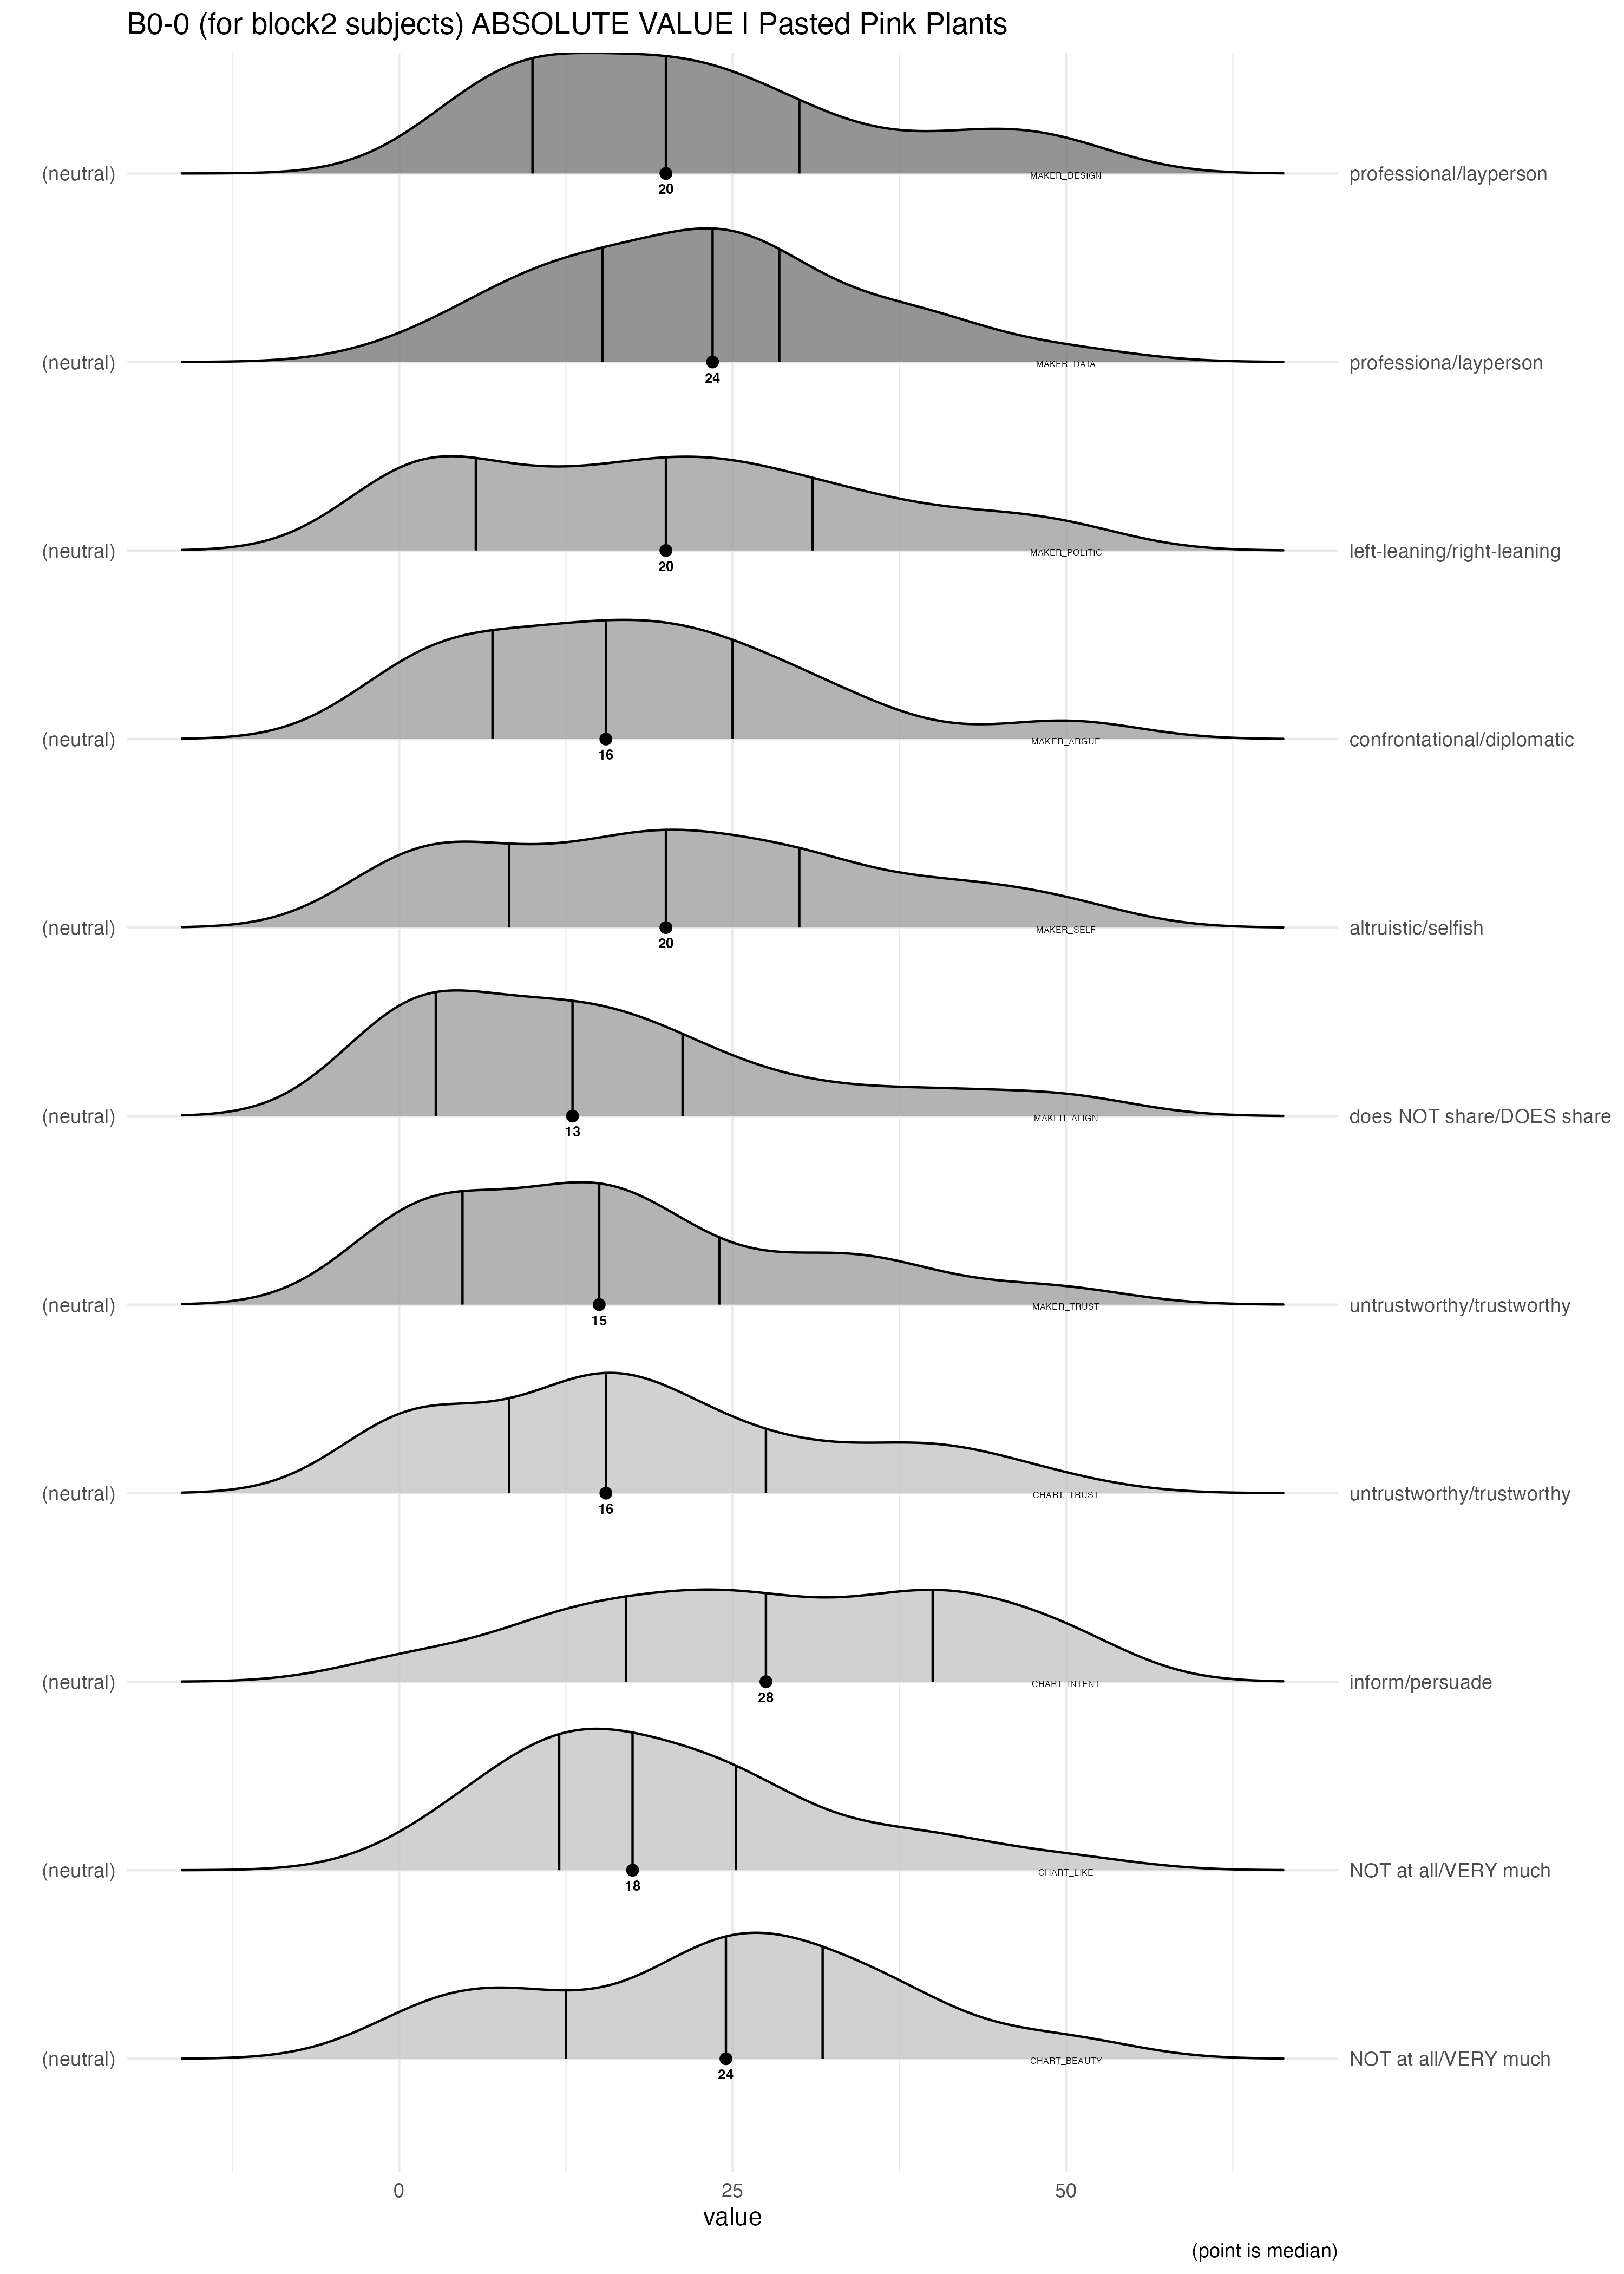 B0-0 (for block2 subjects) ABSOLUTE VALUE | Pasted Pink Plants
(neutral) MAKER_DESIGN professional/layperson
20
(neutral) MAKER_DATA professiona/layperson
24
(neutral) MAKER_POLITIC left-leaning/right-leaning
20
(neutral) MAKER_ARGUE confrontational/diplomatic
16
(neutral) MAKER_SELF altruistic/selfish
20
(neutral) MAKER_ALIGN does NOT share/DOES share
13
(neutral) MAKER_TRUST untrustworthy/trustworthy
15
(neutral) CHART_TRUST untrustworthy/trustworthy
16
(neutral) CHART_INTENT inform/persuade
28
(neutral) CHART_LIKE NOT at all/VERY much
18
(neutral) CHART_BEAUTY NOT at all/VERY much
24
0 25 50
value
(point is median)